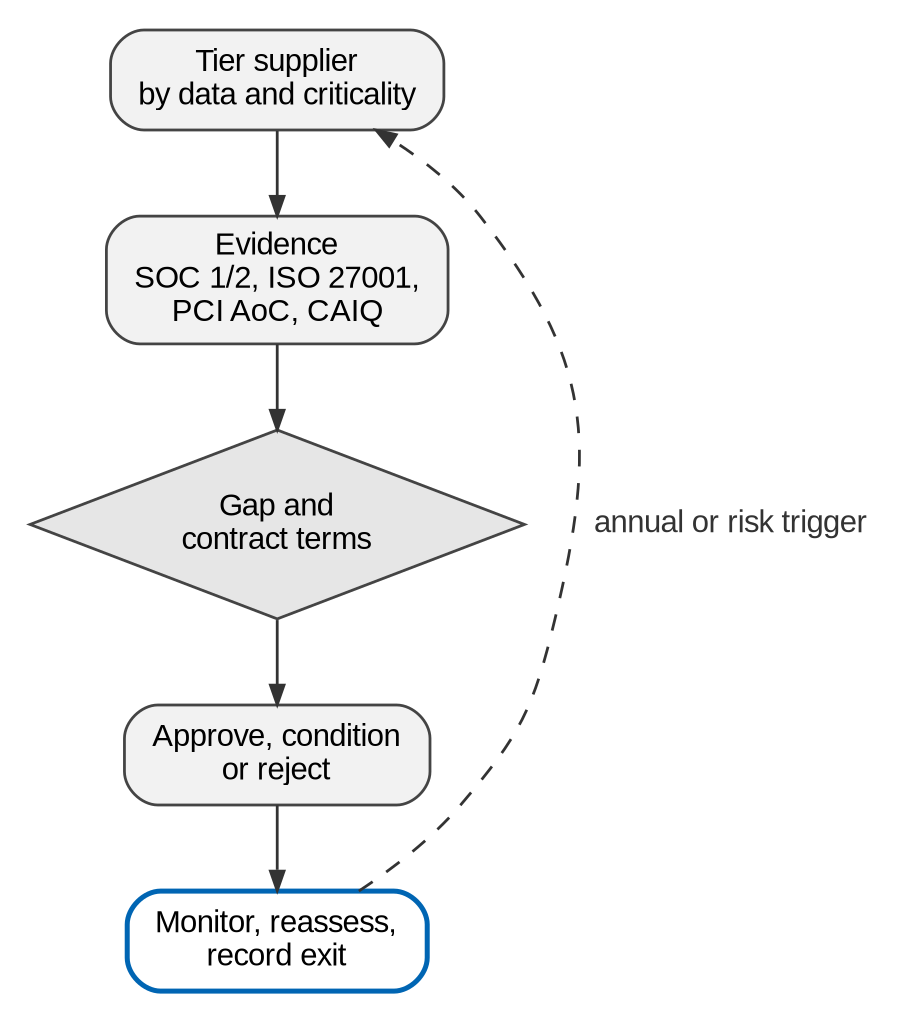 Tier supplier
by data and criticality
Evidence
SOC 1/2, ISO 27001,
PCI AoC, CAIQ
Gap and
contract terms
annual or risk trigger
Approve, condition
or reject
Monitor, reassess,
record exit